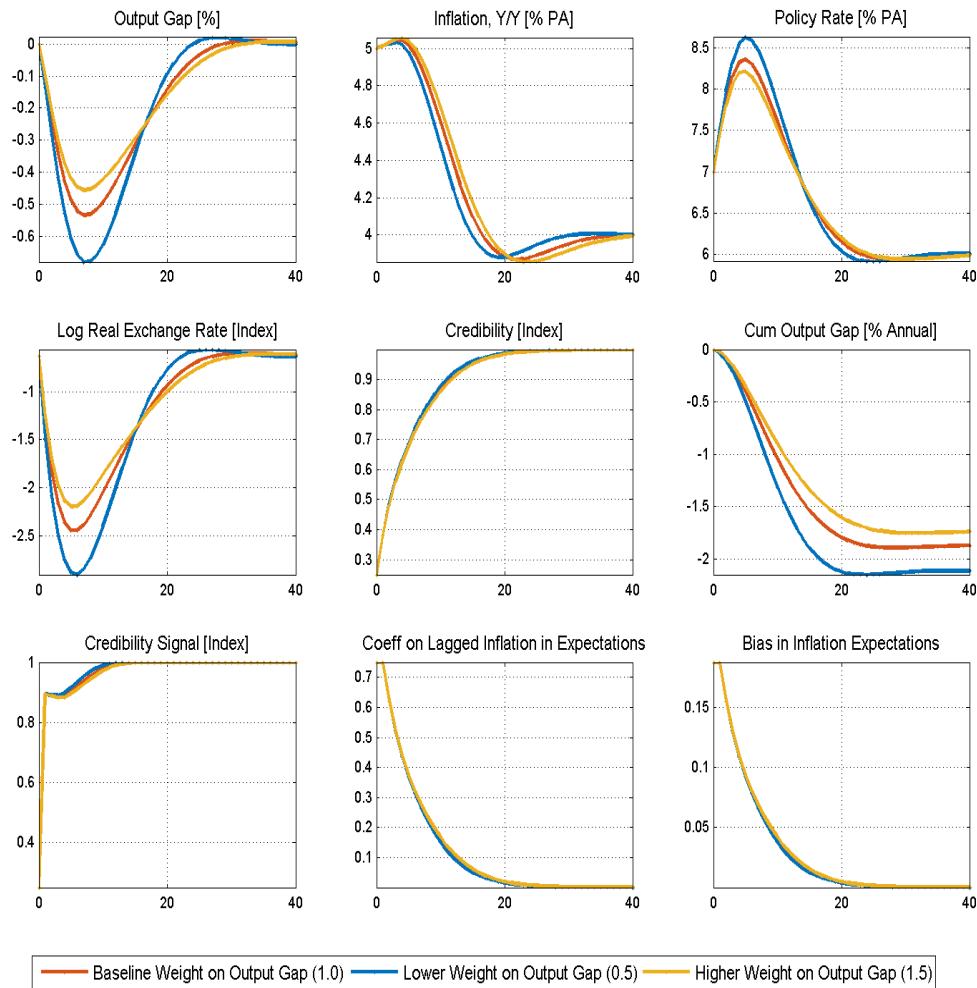 Output Gap [%]
0
-0.1
-0.2
-0.3
-0.4
-0.5
-0.6
0 20 40
Inflation, Y/Y [% PA]
5
4.8
4.6
4.4
4.2
4
0 20 40
Policy Rate [% PA]
8.5
8
7.5
7
6.5
6
0 20 40
Log Real Exchange Rate [Index]
-1
-1.5
-2
-2.5
0 20 40
Credibility [Index]
0.9
0.8
0.7
0.6
0.5
0.4
0.3
0 20 40
Cum Output Gap [% Annual]
0
-0.5
-1
-1.5
-2
0 20 40
Credibility Signal [Index]
1
0.8
0.6
0.4
0 20 40
Coeff on Lagged Inflation in Expectations
0.7
0.6
0.5
0.4
0.3
0.2
0.1
0 20 40
Bias in Inflation Expectations
0.15
0.1
0.05
0 20 40
Baseline Weight on Output Gap (1.0) Lower Weight on Output Gap (0.5) Higher Weight on Output Gap (1.5)